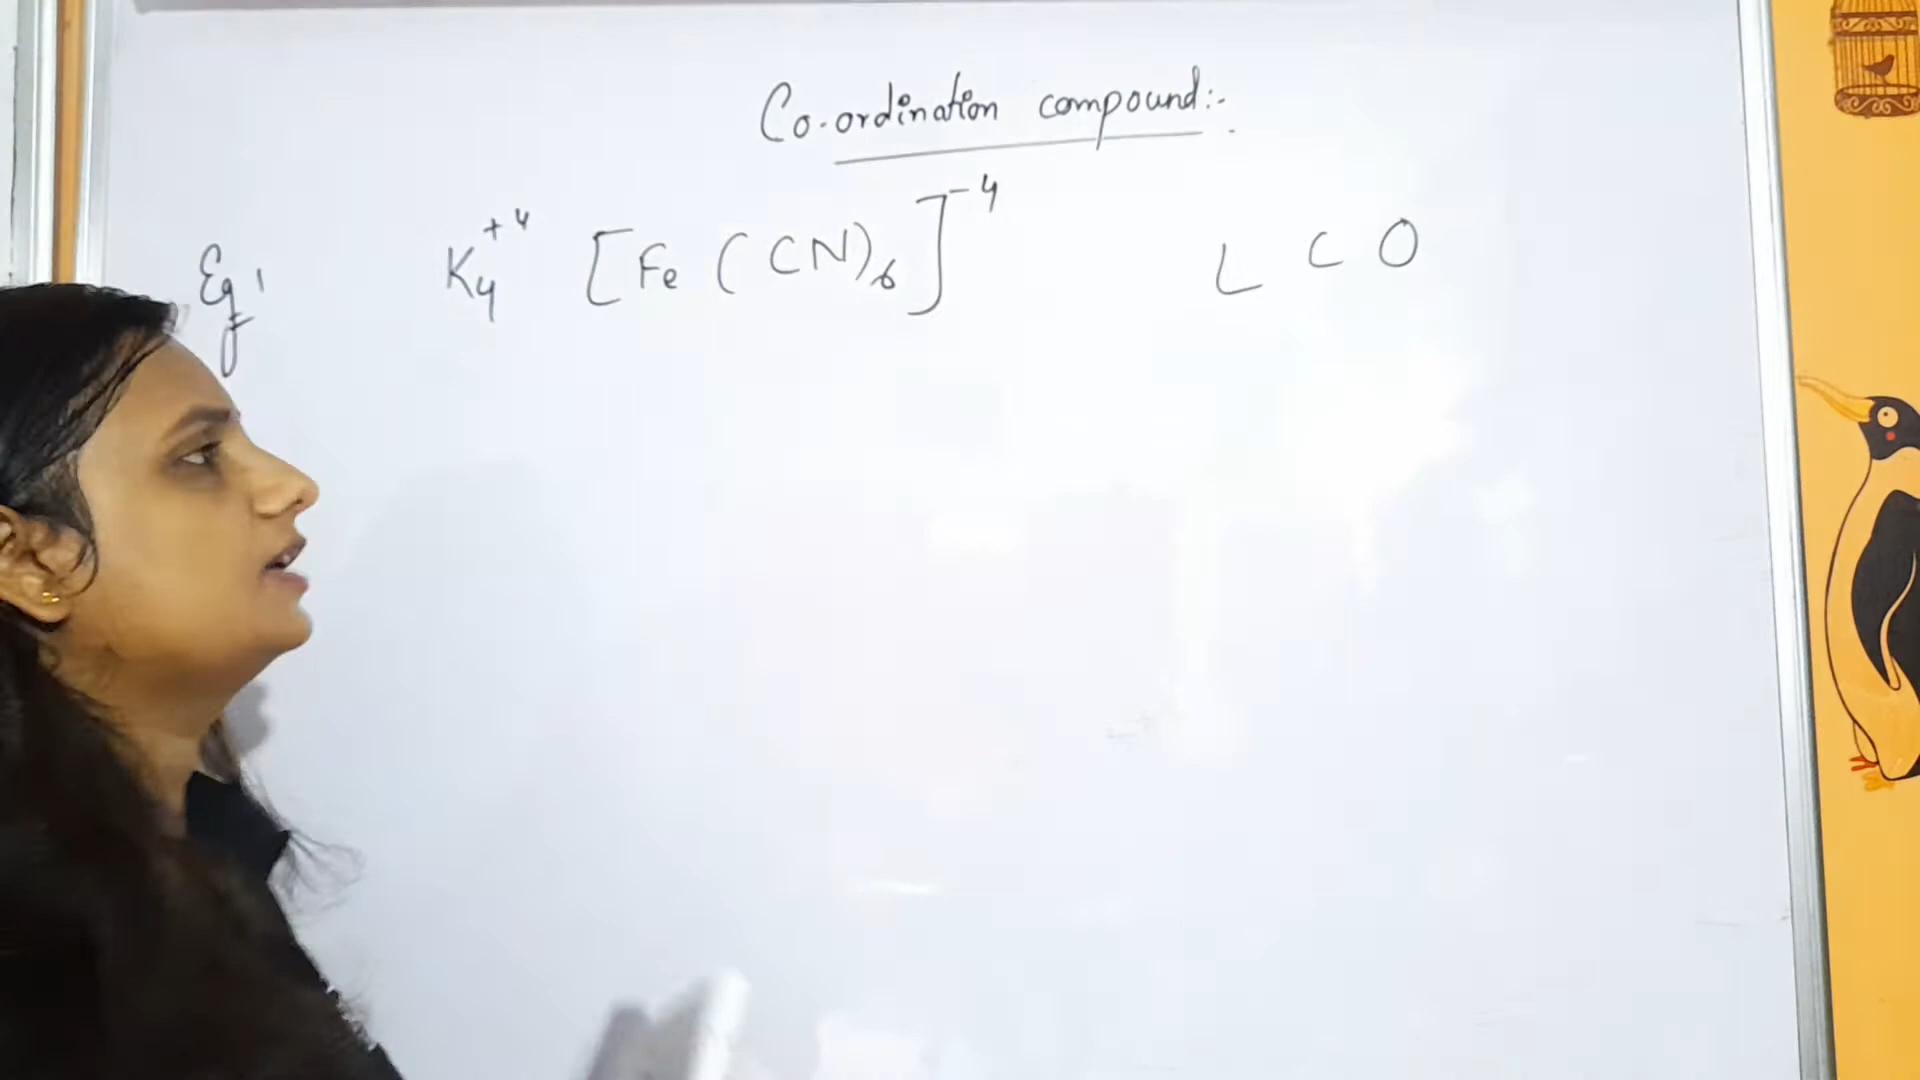 Co-ordination compound:-
Eg! K₄⁺⁴ [Fe(CN)₆]⁻⁴ L C O